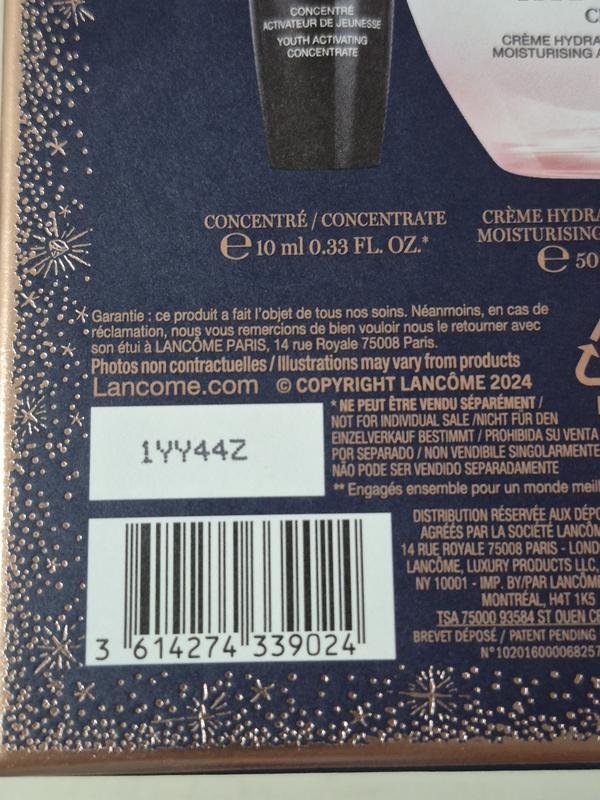 CONCENTRÉ
ACTIVATEUR DE JEUNESSE
YOUTH ACTIVATING
CONCENTRATE
CRÈME HYDRA
MOISTURISING
CONCENTRÉ / CONCENTRATE
℮ 10 ml 0.33 FL. OZ.*
CRÈME HYDRA
MOISTURISING
℮ 50
Garantie : ce produit a fait l'objet de tous nos soins. Néanmoins, en cas de
réclamation, nous vous remercions de bien vouloir nous le retourner avec
son étui à LANCÔME PARIS, 14 rue Royale 75008 Paris.
Photos non contractuelles / Illustrations may vary from products
Lancome.com © COPYRIGHT LANCÔME 2024
1YY44Z
* NE PEUT ÊTRE VENDU SÉPARÉMENT /
NOT FOR INDIVIDUAL SALE /NICHT FÜR DEN
EINZELVERKAUF BESTIMMT / PROHIBIDA SU VENTA
POR SEPARADO / NON VENDIBILE SINGOLARMENTE
NÃO PODE SER VENDIDO SEPARADAMENTE
** Engagés ensemble pour un monde meill
DISTRIBUTION RÉSERVÉE AUX DÉPO
AGRÉÉS PAR LA SOCIÉTÉ LANCÔM
14 RUE ROYALE 75008 PARIS - LOND
LANCÔME, LUXURY PRODUCTS LLC,
NY 10001 - IMP. BY/PAR LANCÔME
MONTRÉAL, H4T 1K5
TSA 75000 93584 ST OUEN CE
BREVET DÉPOSÉ / PATENT PENDING
N°102016000068257
3 614274 339024